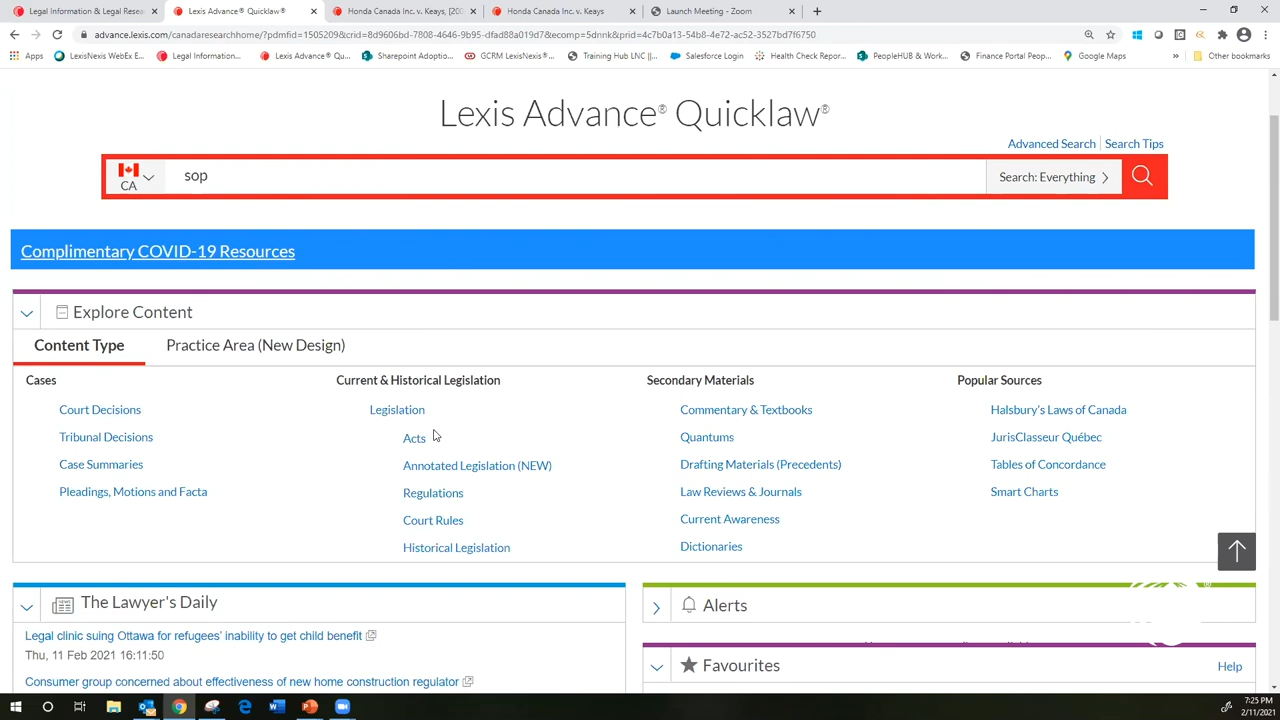 Legal Information & Legal Resea
Lexis Advance® Quicklaw®
Honda Canada Inc. v. Keays, [200
Honda Canada Inc. v. Keays
Launch Meeting - Zoom
advance.lexis.com/canadaresearchhome/?pdmfid=1505209&crid=8d9606bd-7808-4646-9b95-dfad88a019d7&ecomp=5dnrk&prid=4c7b0a13-54b8-4e72-ac52-3527bd7f6750
Apps
LexisNexis WebEx E...
Legal Information...
Lexis Advance® Qu...
Sharepoint Adoptio...
GCRM LexisNexis®...
Training Hub LNC ||...
Salesforce Login
Health Check Repor...
PeopleHUB & Work...
Finance Portal Peop...
Google Maps
»
Other bookmarks
Lexis Advance® Quicklaw®
Advanced Search
Search Tips
CA
sop
Search: Everything
Complimentary COVID-19 Resources
Explore Content
Content Type
Practice Area (New Design)
Cases
Court Decisions
Tribunal Decisions
Case Summaries
Pleadings, Motions and Facta
Current & Historical Legislation
Legislation
Acts
Annotated Legislation (NEW)
Regulations
Court Rules
Historical Legislation
Secondary Materials
Commentary & Textbooks
Quantums
Drafting Materials (Precedents)
Law Reviews & Journals
Current Awareness
Dictionaries
Popular Sources
Halsbury's Laws of Canada
JurisClasseur Québec
Tables of Concordance
Smart Charts
The Lawyer's Daily
Legal clinic suing Ottawa for refugees' inability to get child benefit
Thu, 11 Feb 2021 16:11:50
Consumer group concerned about effectiveness of new home construction regulator
Alerts
Favourites
Help
7:25 PM
2/11/2021